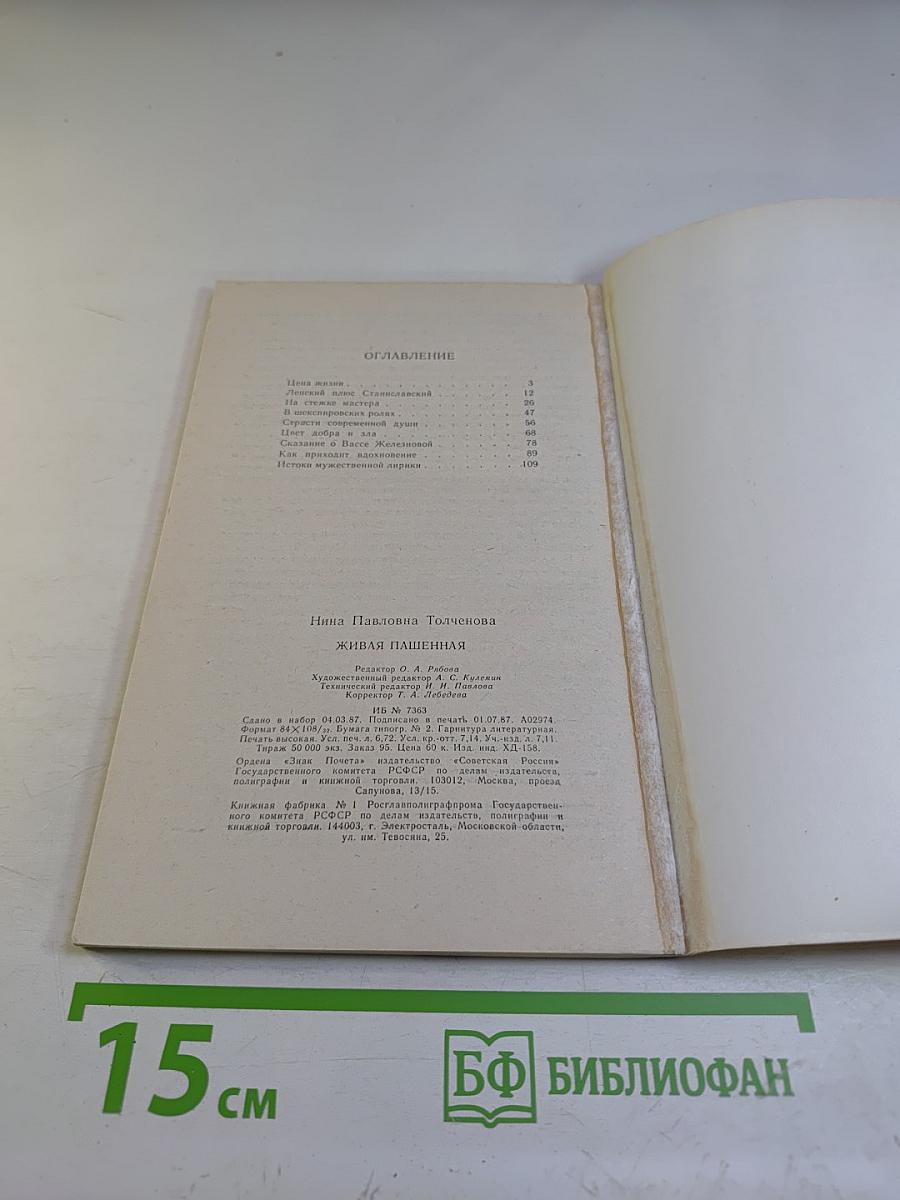 ОГЛАВЛЕНИЕ
Цена жизни . . . . . . . . . . . . . 3
Ленский плюс Станиславский . . . . . . . 12
На стежке мастера . . . . . . . . . . . 26
В шекспировских ролях . . . . . . . . . 47
Страсти современной души . . . . . . . . 56
Цвет добра и зла . . . . . . . . . . . 68
Сказание о Вассе Железновой . . . . . . . 78
Как приходит вдохновение . . . . . . . . 89
Истоки мужественной лирики . . . . . . . 109
Нина Павловна Толченова
ЖИВАЯ ПАШЕННАЯ
Редактор О. А. Рябова
Художественный редактор А. С. Кулемин
Технический редактор И. И. Павлова
Корректор Т. А. Лебедева
ИБ № 7363
Сдано в набор 04.03.87. Подписано в печать 01.07.87. А02974.
Формат 84×108/32. Бумага типогр. № 2. Гарнитура литературная.
Печать высокая. Усл. печ. л. 6,72. Усл. кр.-отт. 7,14. Уч.-изд. л. 7,11.
Тираж 50 000 экз. Заказ 95. Цена 60 к. Изд. инд. ХД-158.
Ордена «Знак Почета» издательство «Советская Россия»
Государственного комитета РСФСР по делам издательств,
полиграфии и книжной торговли. 103012, Москва, проезд
Сапунова, 13/15.
Книжная фабрика № 1 Росглавполиграфпрома Государствен-
ного комитета РСФСР по делам издательств, полиграфии и
книжной торговли. 144003, г. Электросталь, Московской области,
ул. им. Тевосяна, 25.
15 см
БФ БИБЛИОФАН